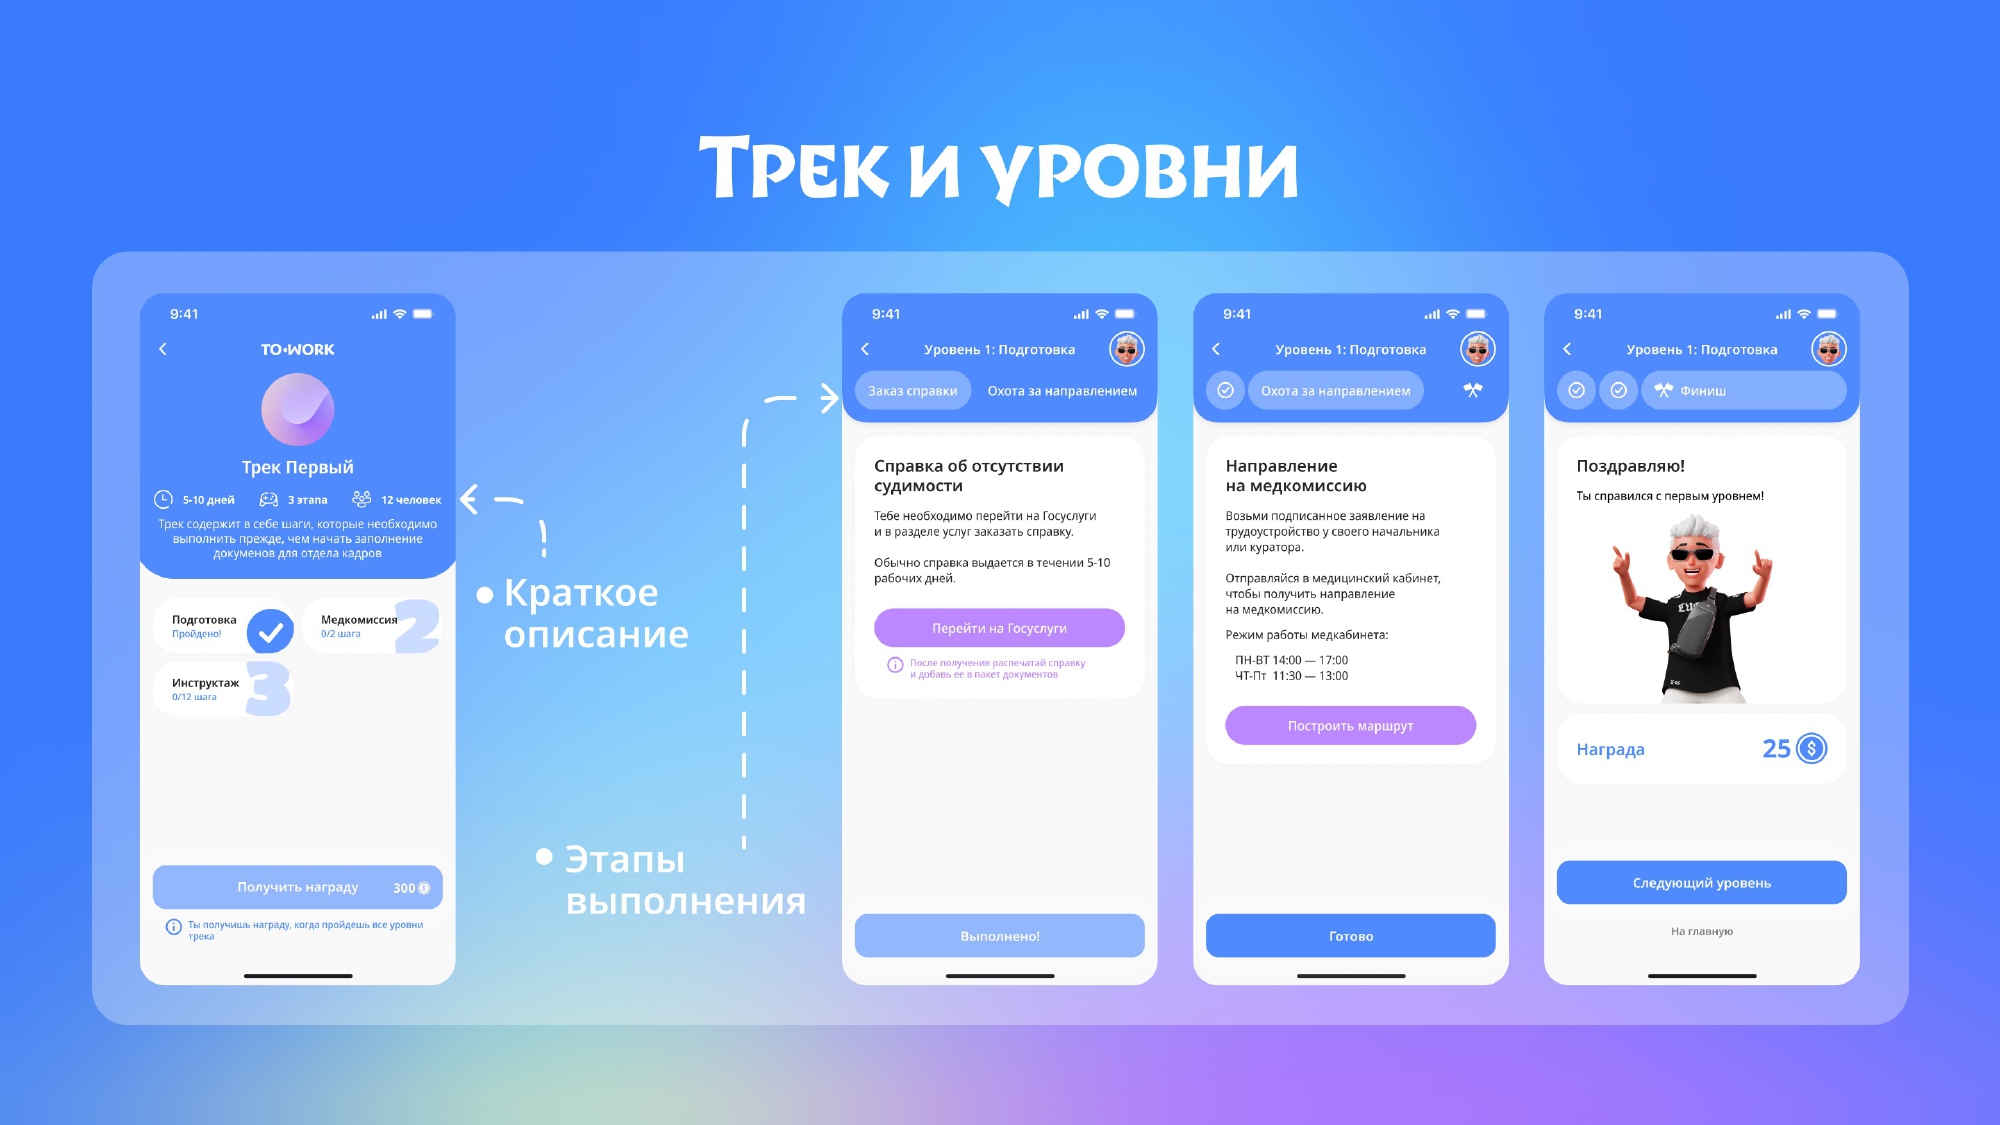 Трек и уровни
9:41
TO•WORK
Трек Первый
5-10 дней
3 этапа
12 человек
Трек содержит в себе шаги, которые необходимо
выполнить прежде, чем начать заполнение
докуменов для отдела кадров
Подготовка
Пройдено!
Медкомиссия
0/2 шага
2
Инструктаж
0/12 шага
3
Получить награду
300
Ты получишь награду, когда пройдешь все уровни
трека
Краткое
описание
Этапы
выполнения
9:41
Уровень 1: Подготовка
Заказ справки
Охота за направлением
Справка об отсутствии
судимости
Тебе необходимо перейти на Госуслуги
и в разделе услуг заказать справку.
Обычно справка выдается в течении 5-10
рабочих дней.
Перейти на Госуслуги
После получения распечатай справку
и добавь ее в пакет документов
Выполнено!
9:41
Уровень 1: Подготовка
Охота за направлением
Направление
на медкомиссию
Возьми подписанное заявление на
трудоустройство у своего начальника
или куратора.
Отправляйся в медицинский кабинет,
чтобы получить направление
на медкомиссию.
Режим работы медкабинета:
ПН-ВТ 14:00 — 17:00
ЧТ-Пт 11:30 — 13:00
Построить маршрут
Готово
9:41
Уровень 1: Подготовка
Финиш
Поздравляю!
Ты справился с первым уровнем!
Награда
25
Следующий уровень
На главную